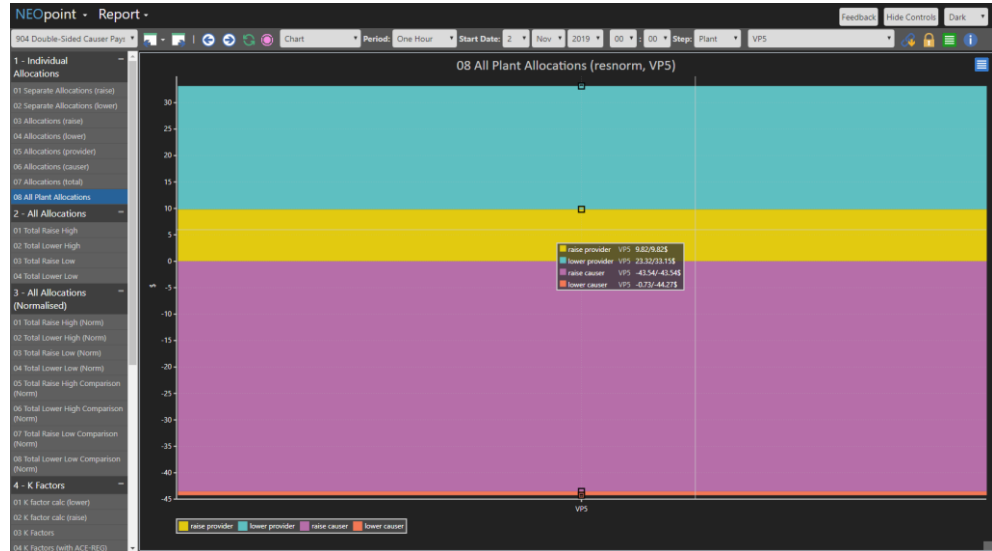 NEOpoint - Report -
Feedback Hide Controls Dark
904 Double-Sided Causer Pays Chart Period: One Hour Start Date: 2 Nov 2019 00 : 00 Step: Plant VP5
1 - Individual
Allocations
01 Separate Allocations (raise)
02 Separate Allocations (lower)
03 Allocations (raise)
04 Allocations (lower)
05 Allocations (provider)
06 Allocations (causer)
07 Allocations (total)
08 All Plant Allocations
2 - All Allocations
01 Total Raise High
02 Total Lower High
03 Total Raise Low
04 Total Lower Low
3 - All Allocations
(Normalised)
01 Total Raise High (Norm)
02 Total Lower High (Norm)
03 Total Raise Low (Norm)
04 Total Lower Low (Norm)
05 Total Raise High Comparison
(Norm)
06 Total Lower High Comparison
(Norm)
07 Total Raise Low Comparison
(Norm)
08 Total Lower Low Comparison
(Norm)
4 - K Factors
01 K factor calc (lower)
02 K factor calc (raise)
03 K Factors
04 K Factors (with ACE-REG)
08 All Plant Allocations (resnorm, VP5)
30
25
20
15
10
5
0
-5
-10
-15
-20
-25
-30
-35
-40
-45
$
raise provider VP5 9.82/9.82$
lower provider VP5 23.32/33.15$
raise causer VP5 -43.54/-43.54$
lower causer VP5 -0.73/-44.27$
VP5
raise provider lower provider raise causer lower causer